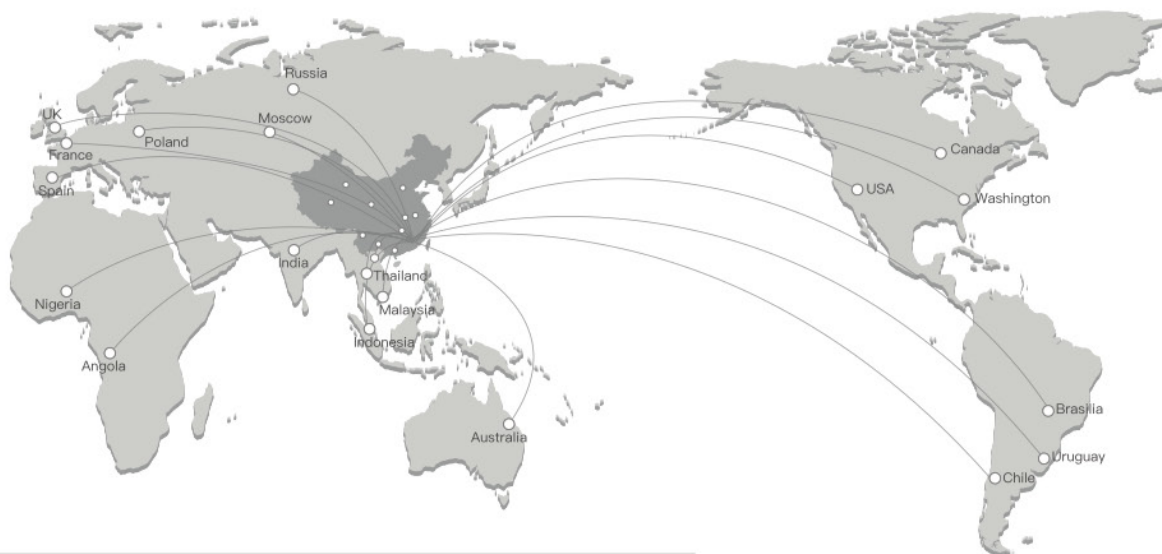 Russia
UK
Moscow
Poland
France
Canada
Spain
USA
Washington
India
Thailand
Nigeria
Malaysia
Indonesia
Angola
Brasilia
Australia
Uruguay
Chile